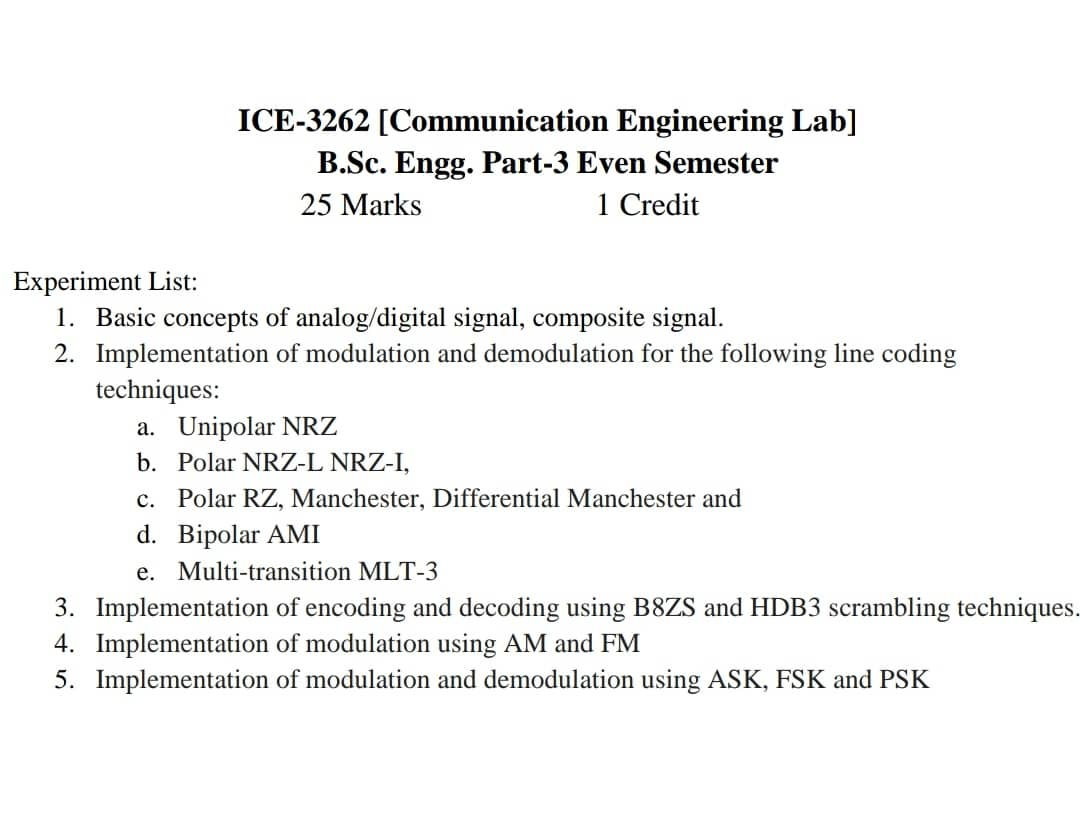 ICE-3262 [Communication Engineering Lab]
B.Sc. Engg. Part-3 Even Semester
25 Marks 1 Credit
Experiment List:
1. Basic concepts of analog/digital signal, composite signal.
2. Implementation of modulation and demodulation for the following line coding
techniques:
a. Unipolar NRZ
b. Polar NRZ-L NRZ-I,
c. Polar RZ, Manchester, Differential Manchester and
d. Bipolar AMI
e. Multi-transition MLT-3
3. Implementation of encoding and decoding using B8ZS and HDB3 scrambling techniques.
4. Implementation of modulation using AM and FM
5. Implementation of modulation and demodulation using ASK, FSK and PSK